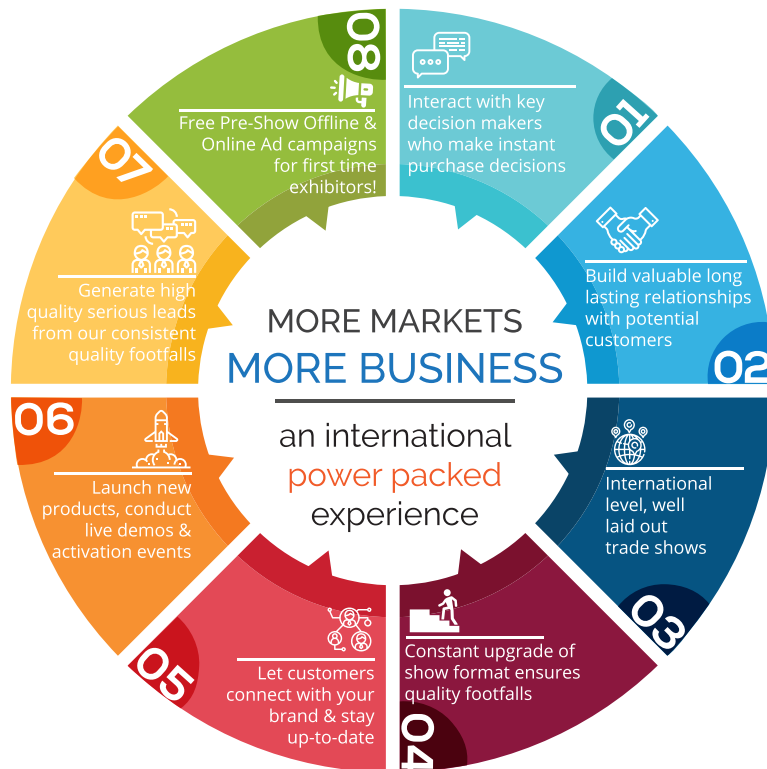 08
Free Pre-Show Offline &
Online Ad campaigns
for first time
exhibitors!
01
Interact with key
decision makers
who make instant
purchase decisions
02
Build valuable long
lasting relationships
with potential
customers
03
International
level, well
laid out
trade shows
04
Constant upgrade of
show format ensures
quality footfalls
05
Let customers
connect with your
brand & stay
up-to-date
06
Launch new
products, conduct
live demos &
activation events
07
Generate high
quality serious leads
from our consistent
quality footfalls
MORE MARKETS
MORE BUSINESS
an international
power packed
experience